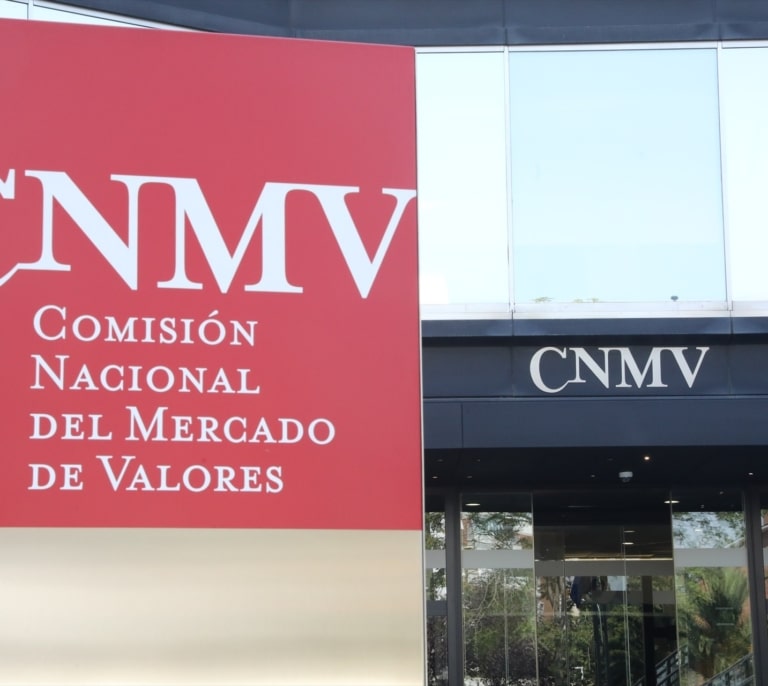 CNMV
Comisión
Nacional
del Mercado
de Valores
CNMV